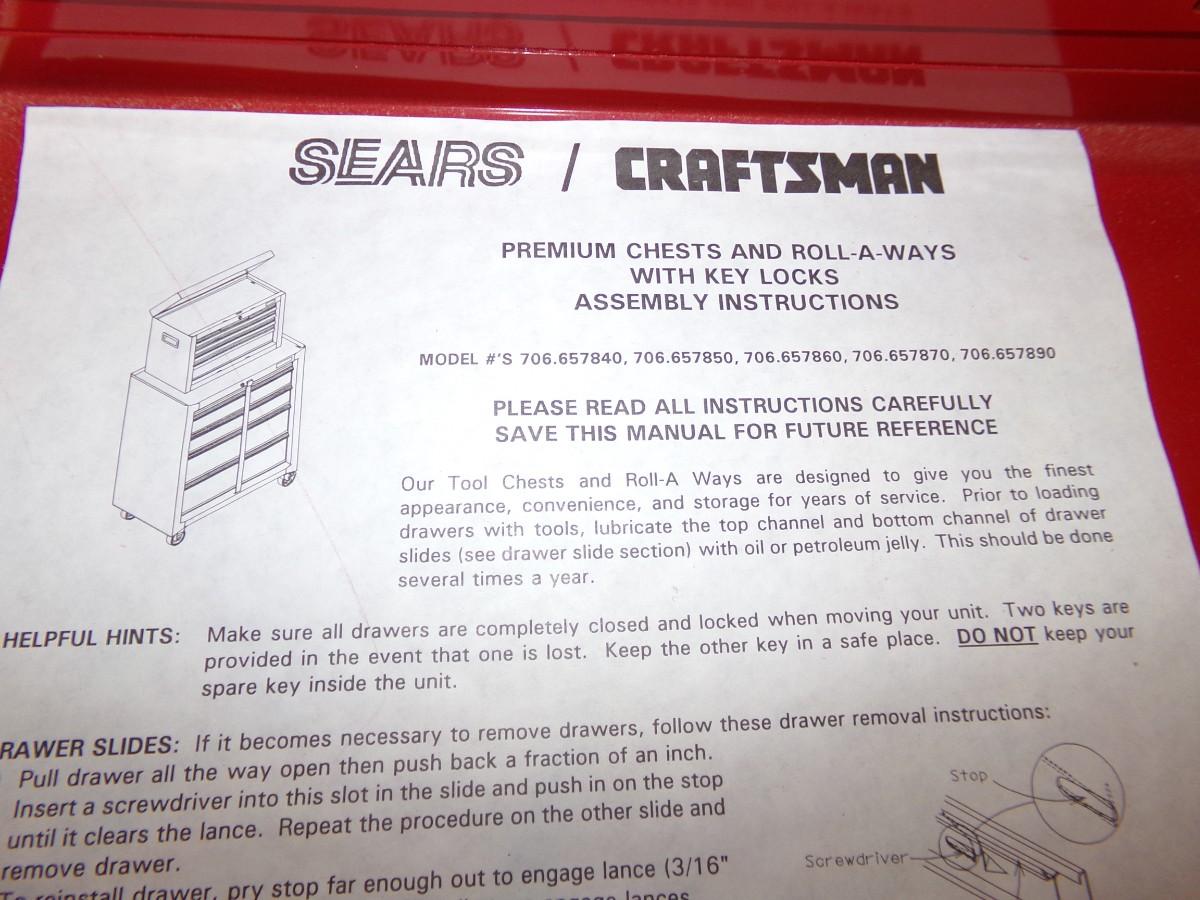 SEARS / CRAFTSMAN
PREMIUM CHESTS AND ROLL-A-WAYS
WITH KEY LOCKS
ASSEMBLY INSTRUCTIONS
MODEL #'S 706.657840, 706.657850, 706.657860, 706.657870, 706.657890
PLEASE READ ALL INSTRUCTIONS CAREFULLY
SAVE THIS MANUAL FOR FUTURE REFERENCE
Our Tool Chests and Roll-A Ways are designed to give you the finest
appearance, convenience, and storage for years of service. Prior to loading
drawers with tools, lubricate the top channel and bottom channel of drawer
slides (see drawer slide section) with oil or petroleum jelly. This should be done
several times a year.
HELPFUL HINTS: Make sure all drawers are completely closed and locked when moving your unit. Two keys are
provided in the event that one is lost. Keep the other key in a safe place. DO NOT keep your
spare key inside the unit.
RAWER SLIDES: If it becomes necessary to remove drawers, follow these drawer removal instructions:
Pull drawer all the way open then push back a fraction of an inch.
Insert a screwdriver into this slot in the slide and push in on the stop
until it clears the lance. Repeat the procedure on the other slide and
remove drawer.
To reinstall drawer, pry stop far enough out to engage lance (3/16"
lances
Stop
Screwdriver